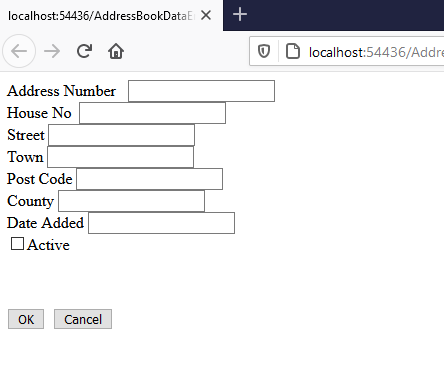 localhost:54436/AddressBookDataE
localhost:54436/Addre
Address Number
House No
Street
Town
Post Code
County
Date Added
Active
OK Cancel